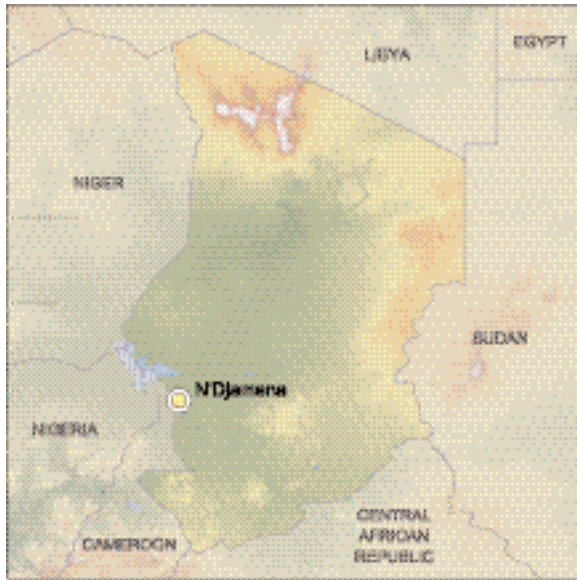 EGYPT
LIBYA
NIGER
SUDAN
N'Djamena
NIGERIA
CENTRAL
AFRICAN
REPUBLIC
CAMEROON